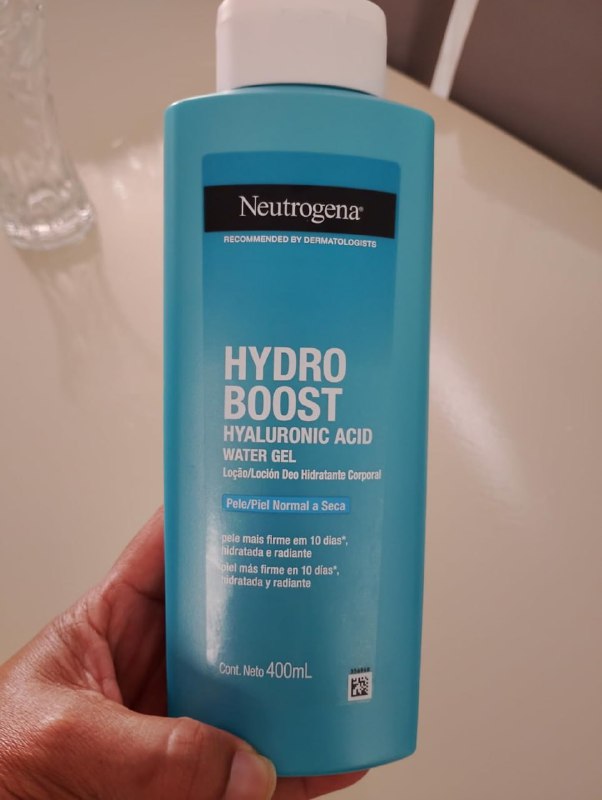 Neutrogena®
RECOMMENDED BY DERMATOLOGISTS
HYDRO
BOOST
HYALURONIC ACID
WATER GEL
Loção/Loción Deo Hidratante Corporal
Pele/Piel Normal a Seca
pele mais firme em 10 dias*,
hidratada e radiante
piel más firme en 10 días*,
hidratada y radiante
Cont. Neto 400mL